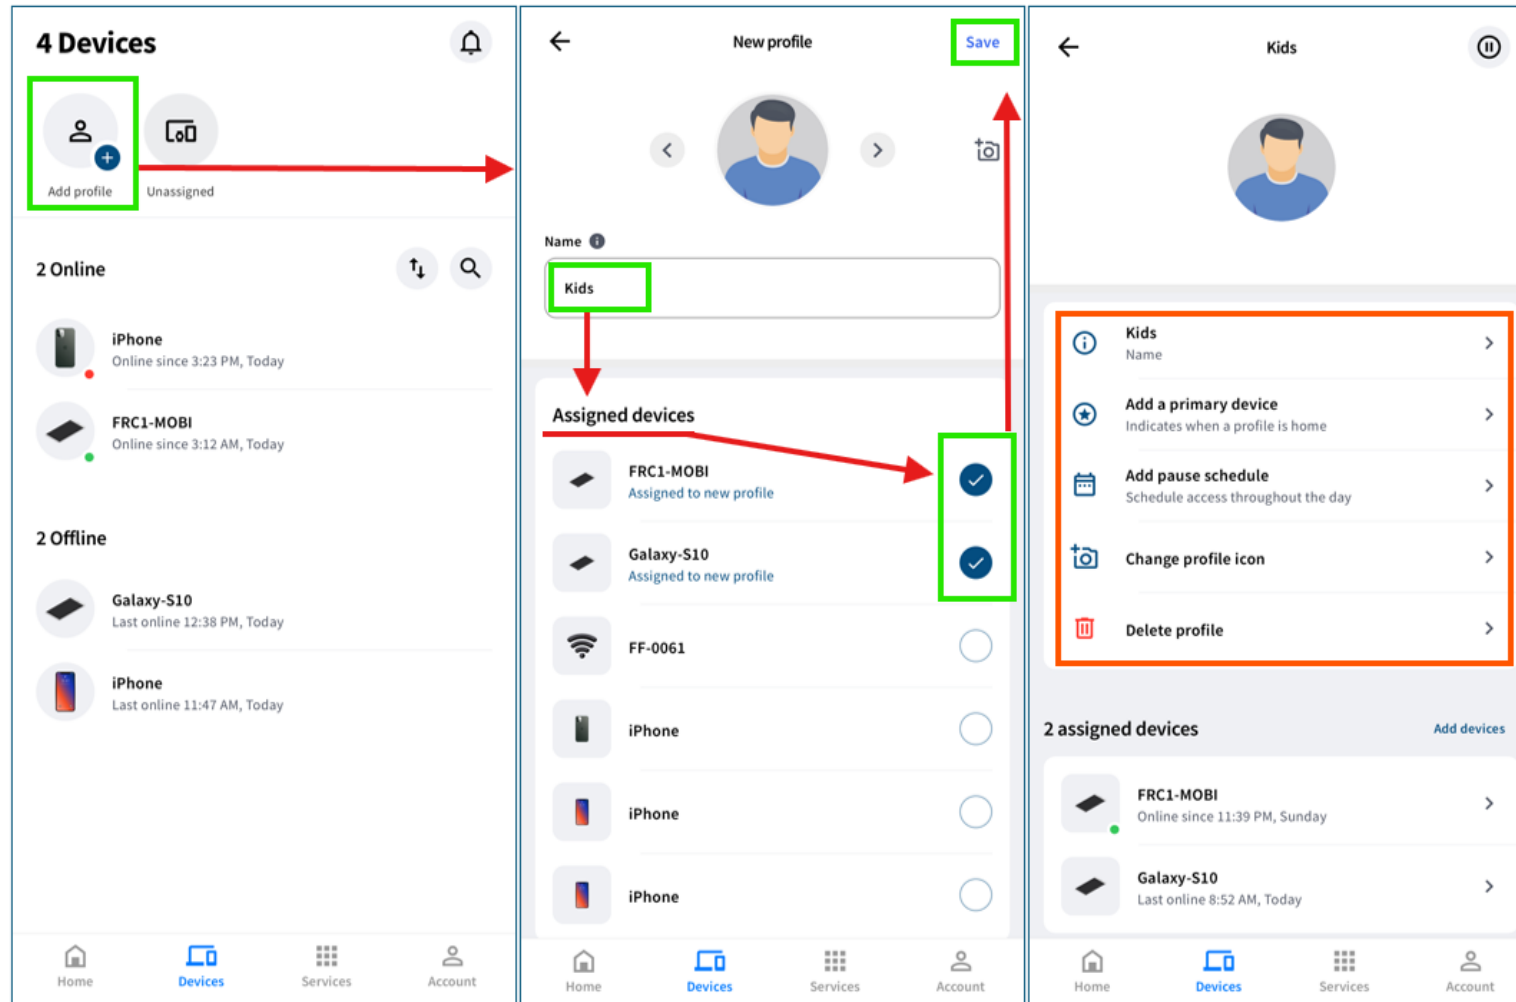 4 Devices
Add profile
Unassigned
2 Online
iPhone
Online since 3:23 PM, Today
FRC1-MOBI
Online since 3:12 AM, Today
2 Offline
Galaxy-S10
Last online 12:38 PM, Today
iPhone
Last online 11:47 AM, Today
Home
Devices
Services
Account
New profile
Save
Name
Kids
Assigned devices
FRC1-MOBI
Assigned to new profile
Galaxy-S10
Assigned to new profile
FF-0061
iPhone
iPhone
iPhone
Home
Devices
Services
Account
Kids
Kids
Name
Add a primary device
Indicates when a profile is home
Add pause schedule
Schedule access throughout the day
Change profile icon
Delete profile
2 assigned devices
Add devices
FRC1-MOBI
Online since 11:39 PM, Sunday
Galaxy-S10
Last online 8:52 AM, Today
Home
Devices
Services
Account